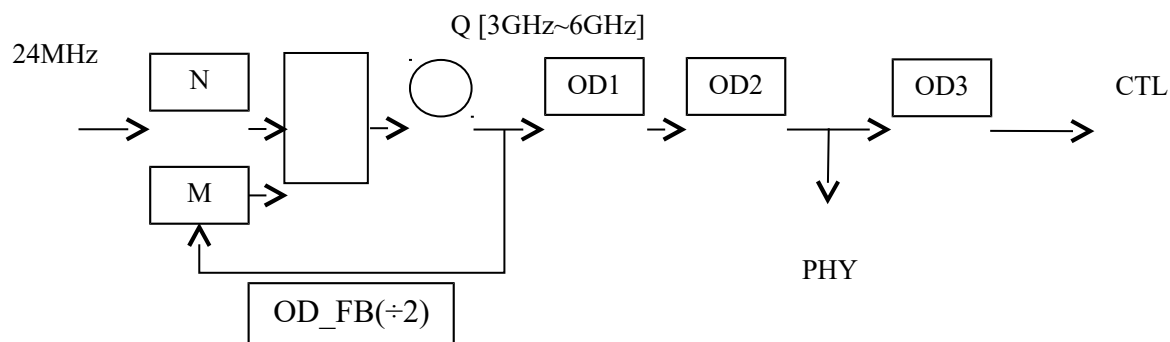 Q [3GHz~6GHz]
24MHz
N
OD1
OD2
OD3
CTL
M
PHY
OD_FB(÷2)